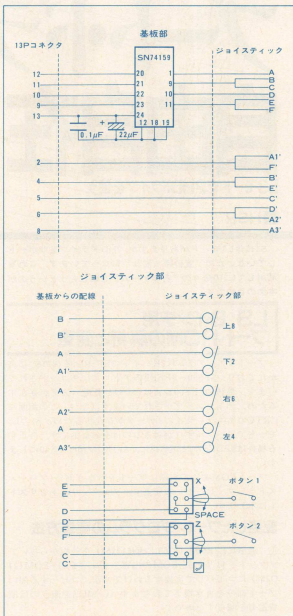 基板部
13Pコネクタ
ジョイスティック
SN74159
12 20 1 A
11 21 9 B
C
10 22 10 D
9 23 11 E
F
13 24
12 18 19
+
0.1μF 22μF
2 A1'
F'
4 B'
E'
5 C'
6 D'
A2'
8 A3'
ジョイスティック部
基板からの配線 ジョイスティック部
B
B' 上8
A
A1' 下2
A
A2' 右6
A
A3' 左4
E X ボタン1
E'
D
D' SPACE
F Z ボタン2
F'
C
C'